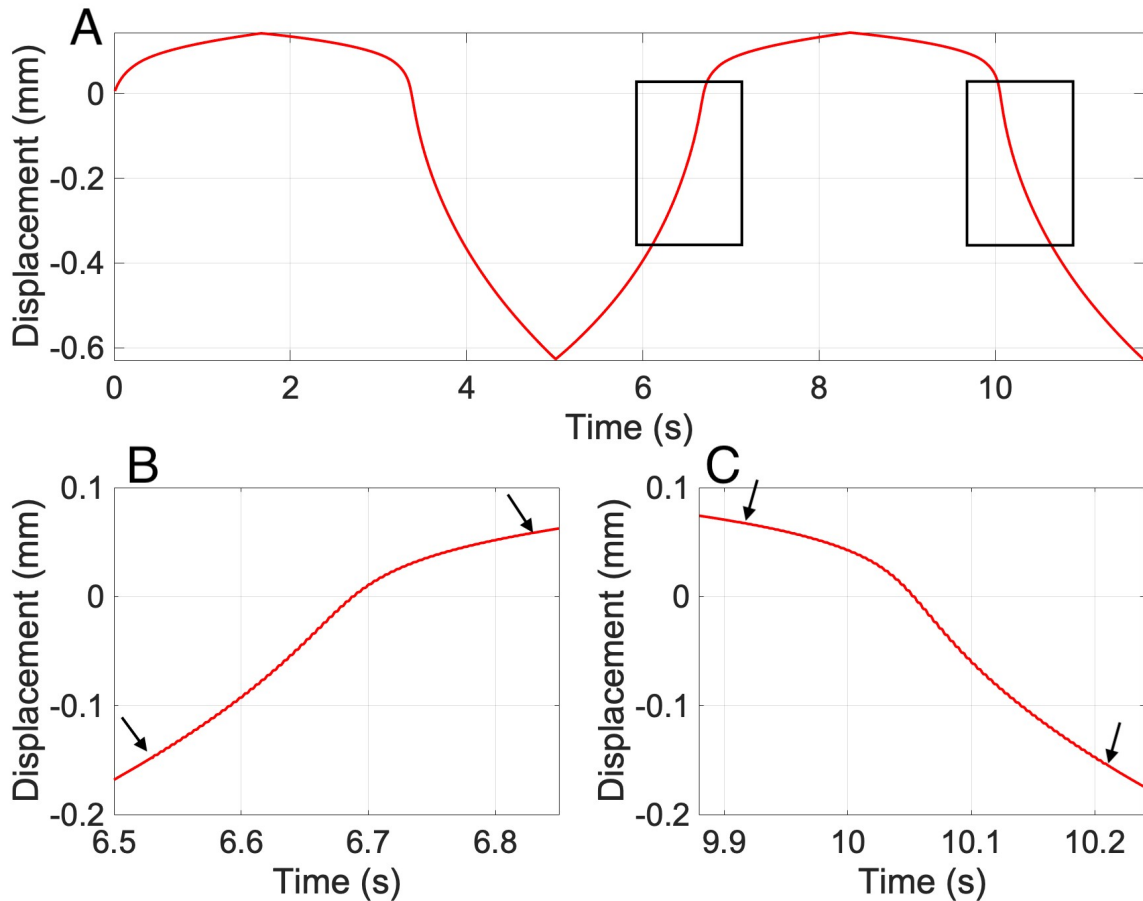 A
Displacement (mm)
0
-0.2
-0.4
-0.6
0 2 4 6 8 10
Time (s)
B
Displacement (mm)
0.1
0
-0.1
-0.2
6.5 6.6 6.7 6.8
Time (s)
C
Displacement (mm)
0.1
0
-0.1
-0.2
9.9 10 10.1 10.2
Time (s)